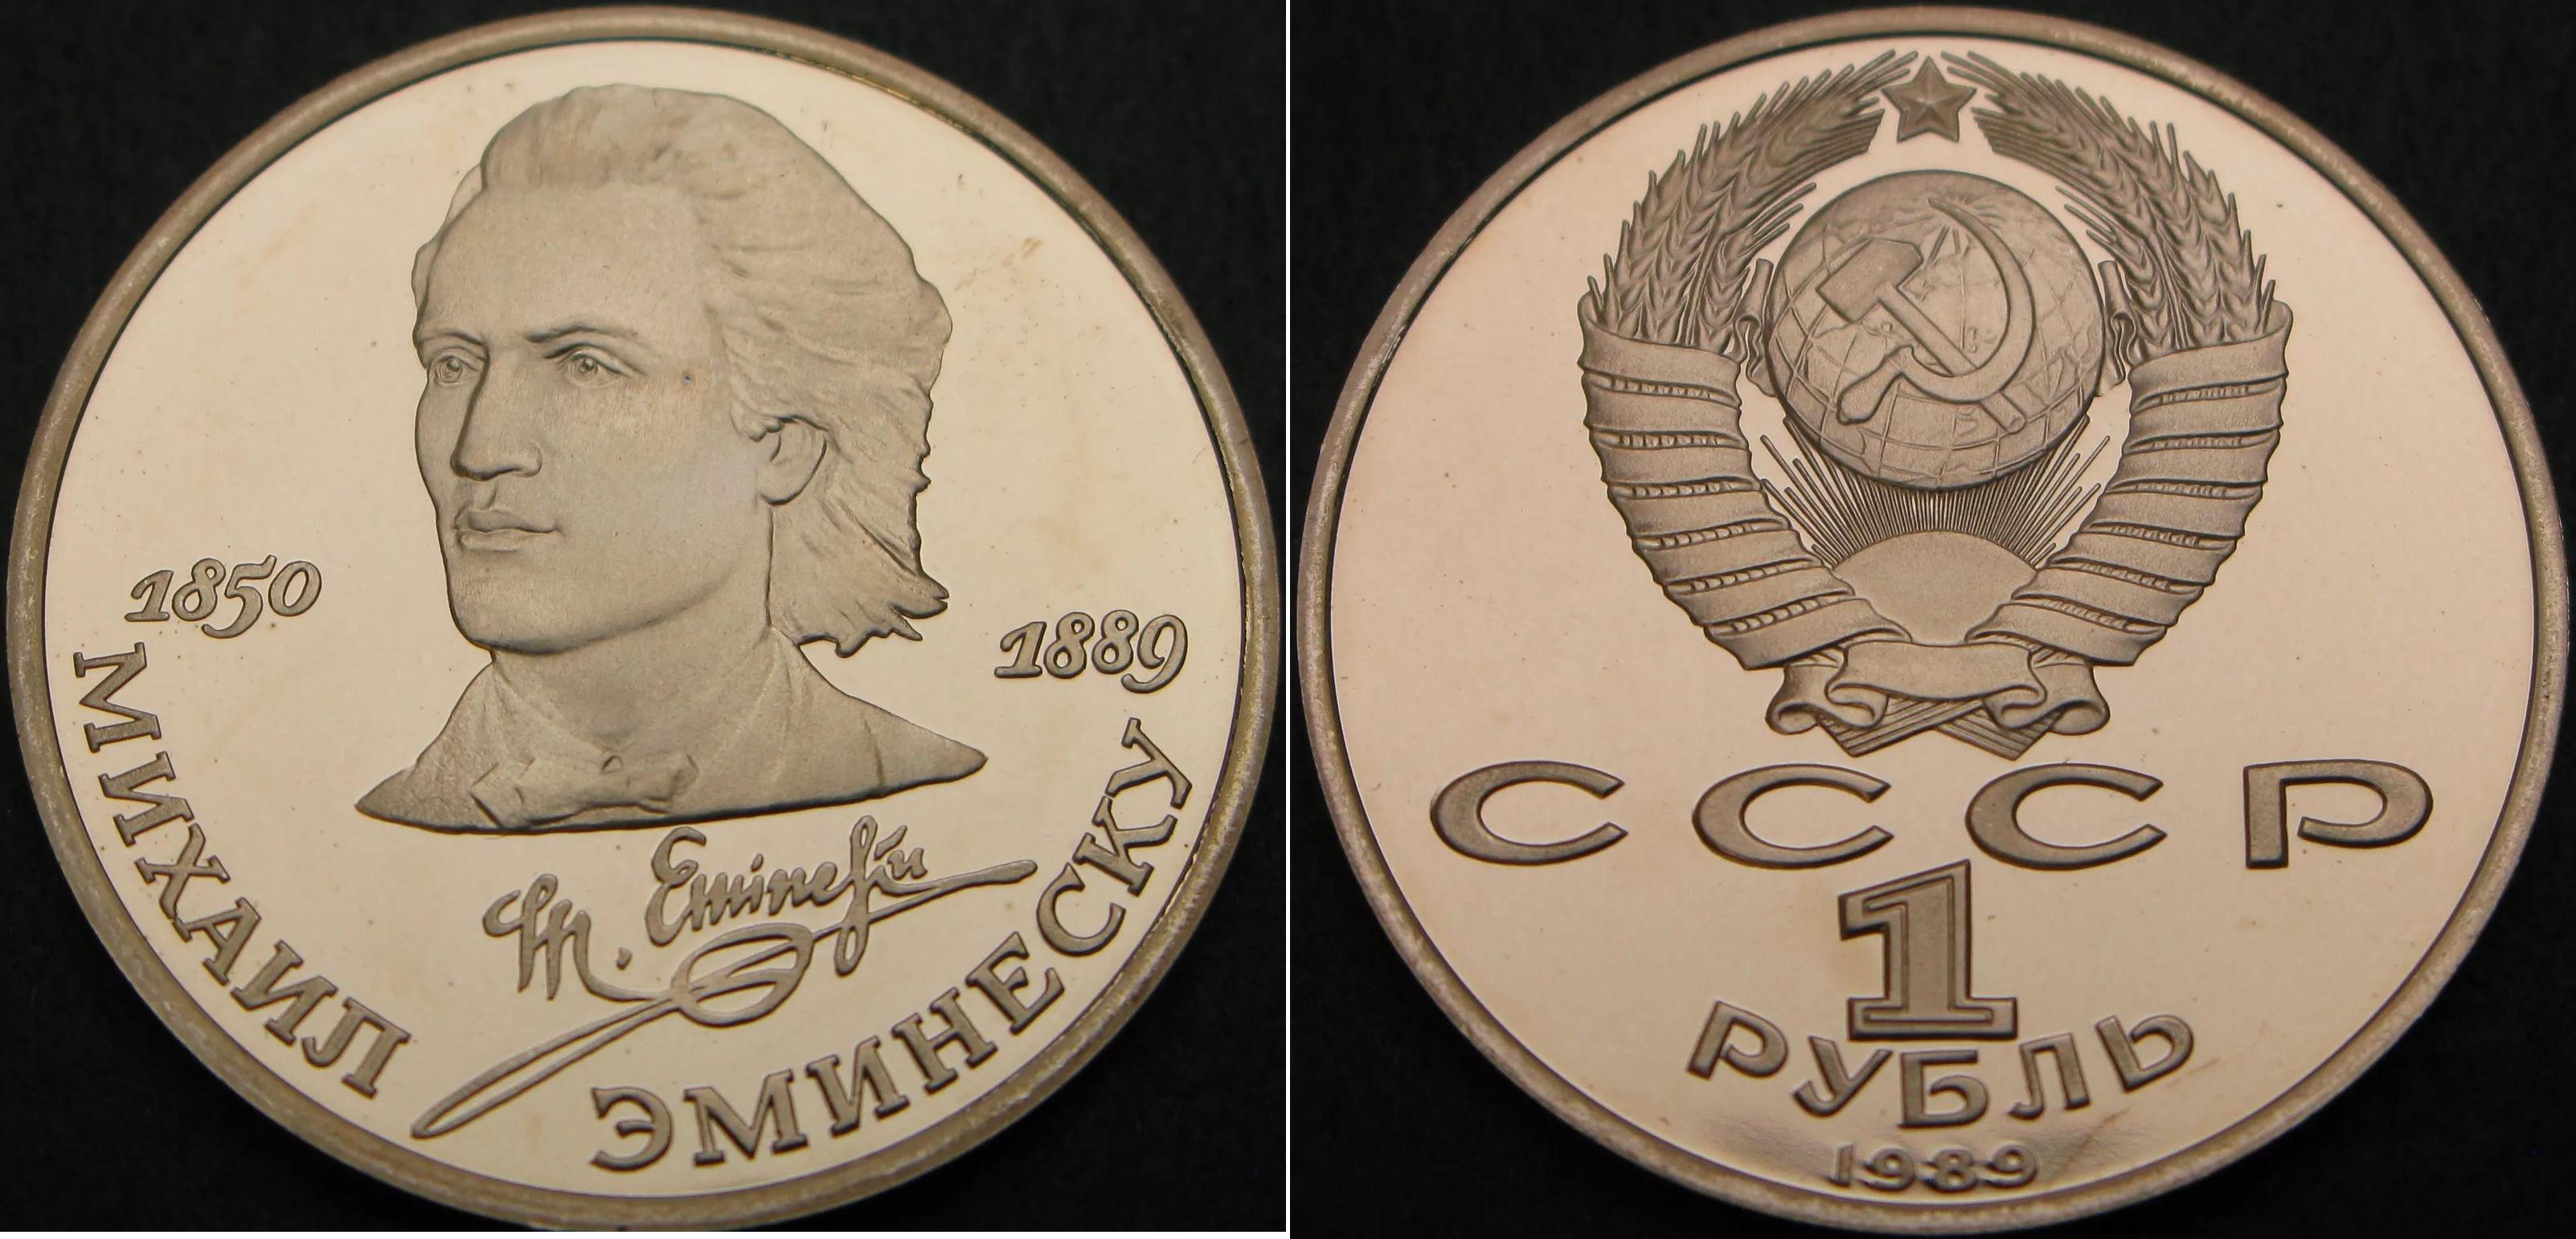 1850
1889
МИХАИЛ ЭМИНЕСКУ
M. Eminescu
СССР
1
РУБЛЬ
1989